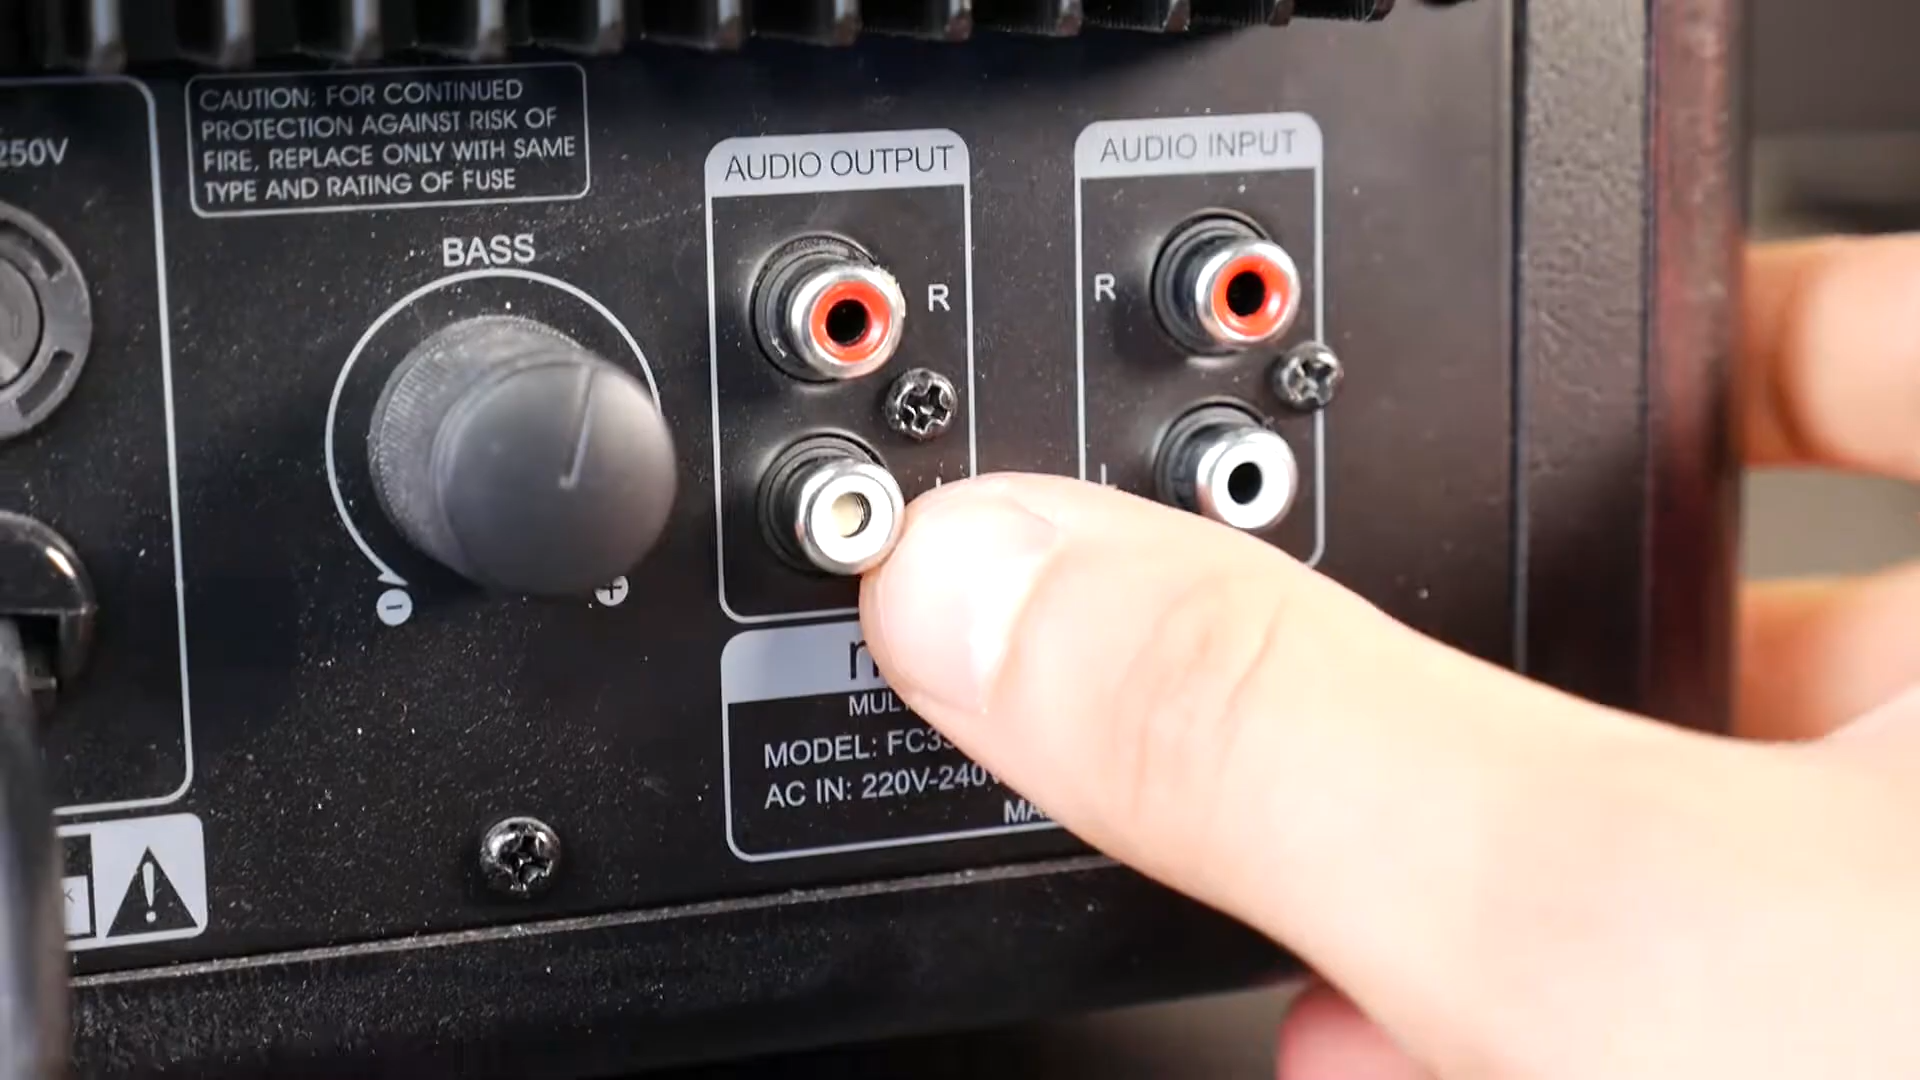 250V
CAUTION: FOR CONTINUED
PROTECTION AGAINST RISK OF
FIRE, REPLACE ONLY WITH SAME
TYPE AND RATING OF FUSE
BASS
- +
AUDIO OUTPUT
R
L
AUDIO INPUT
R
L
MODEL:
AC IN: 220V-240V